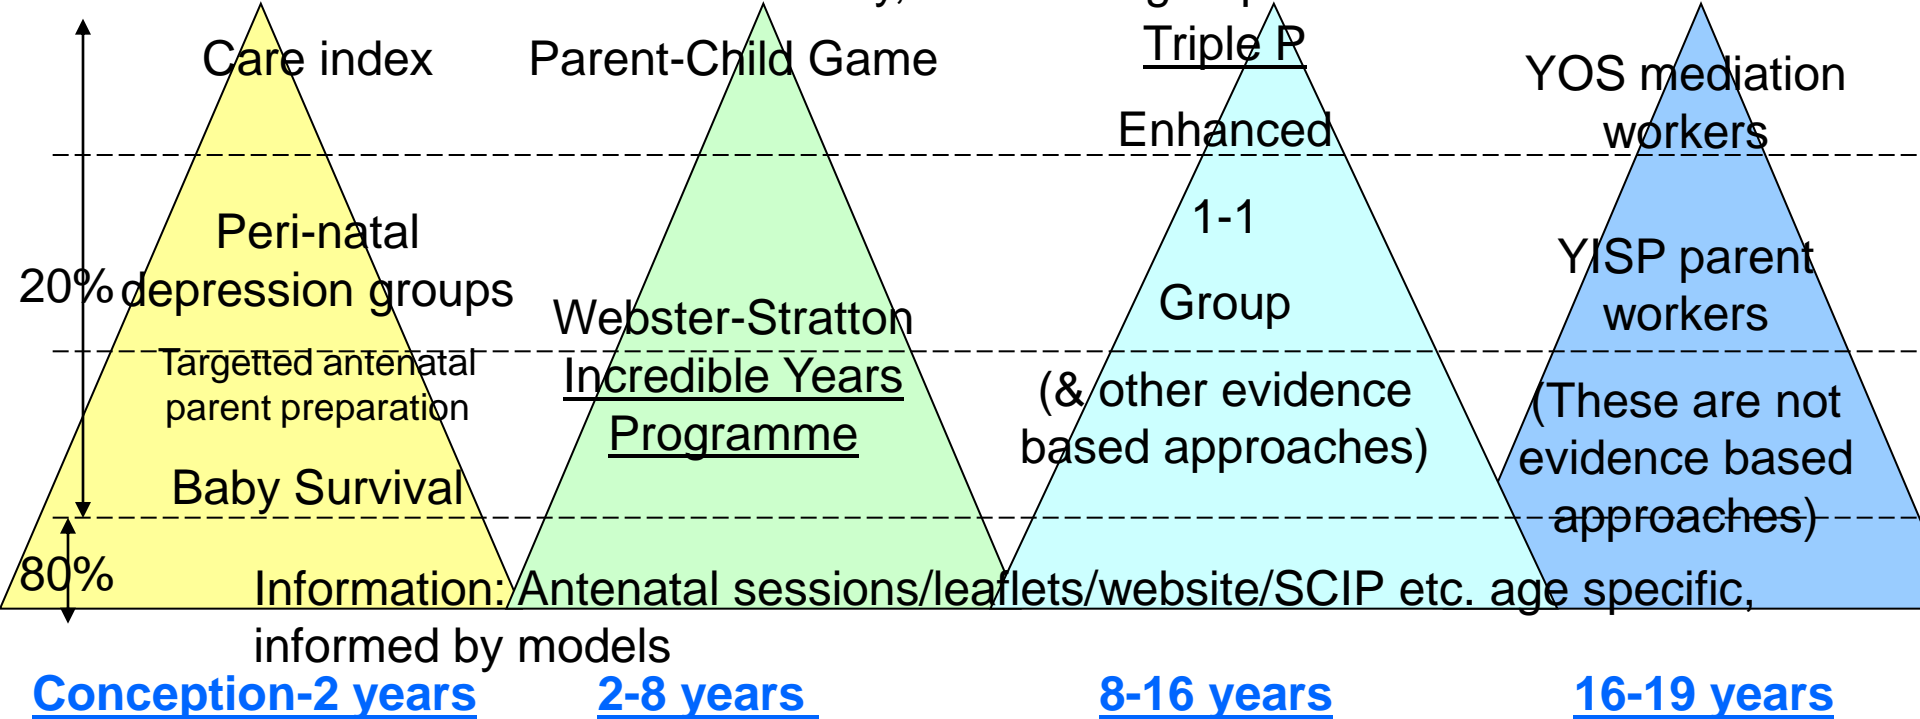 Care index
Parent-Child Game
Triple P
Enhanced
YOS mediation
workers
20%
Peri-natal
depression groups
Targetted antenatal
parent preparation
Baby Survival
Webster-Stratton
Incredible Years
Programme
1-1
Group
(& other evidence
based approaches)
YISP parent
workers
(These are not
evidence based
approaches)
80%
Information: Antenatal sessions/leaflets/website/SCIP etc. age specific,
informed by models
Conception-2 years
2-8 years
8-16 years
16-19 years